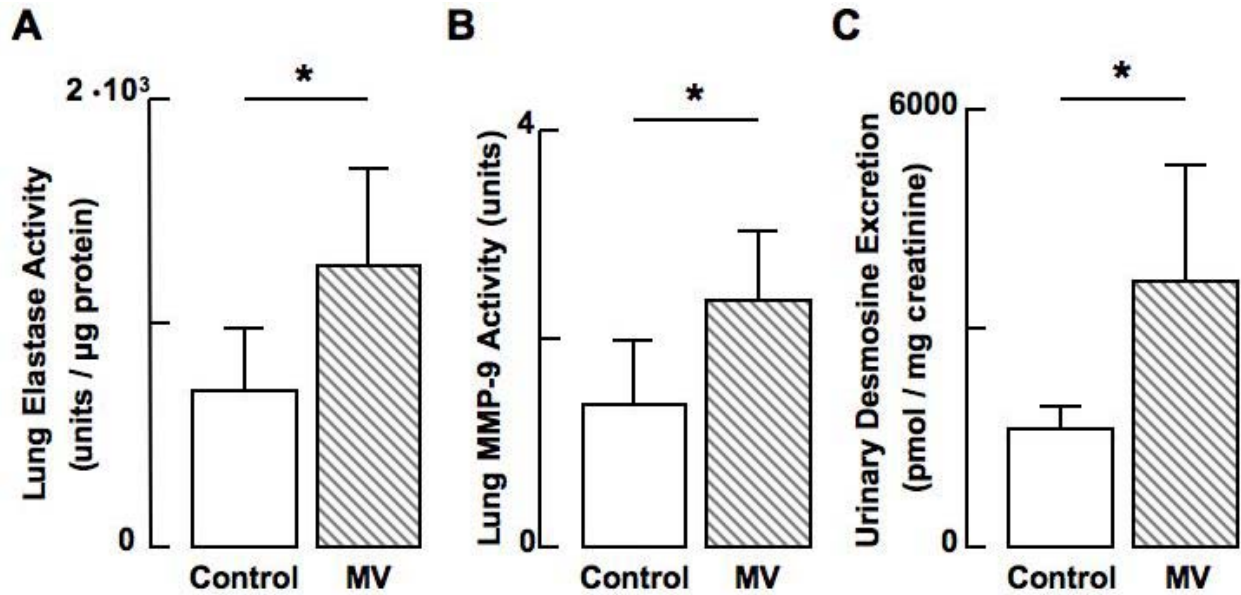 A
2 •10³
*
Lung Elastase Activity
(units / µg protein)
0
Control MV
B
4
*
Lung MMP-9 Activity (units)
0
Control MV
C
6000
*
Urinary Desmosine Excretion
(pmol / mg creatinine)
0
Control MV